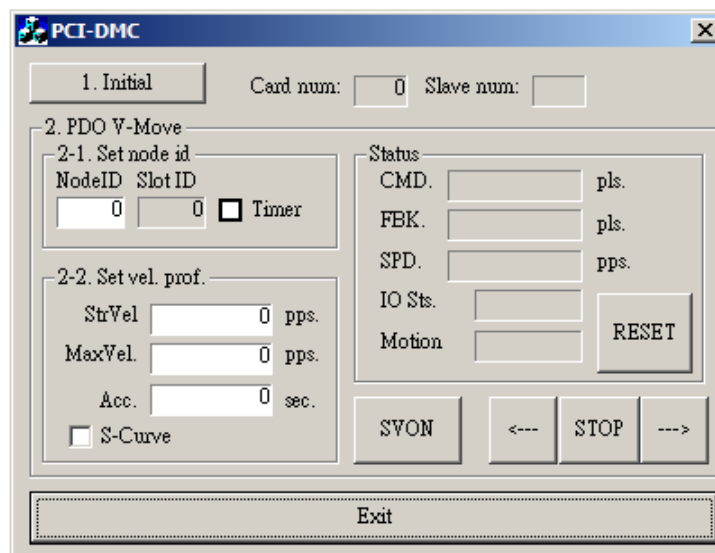 PCI-DMC
1. Initial
Card num: 0 Slave num:
2. PDO V-Move
2-1. Set node id
NodeID Slot ID
0 0 Timer
2-2. Set vel. prof.
StrVel 0 pps.
MaxVel. 0 pps.
Acc. 0 sec.
S-Curve
Status
CMD. pls.
FBK. pls.
SPD. pps.
IO Sts.
Motion
RESET
SVON <--- STOP --->
Exit